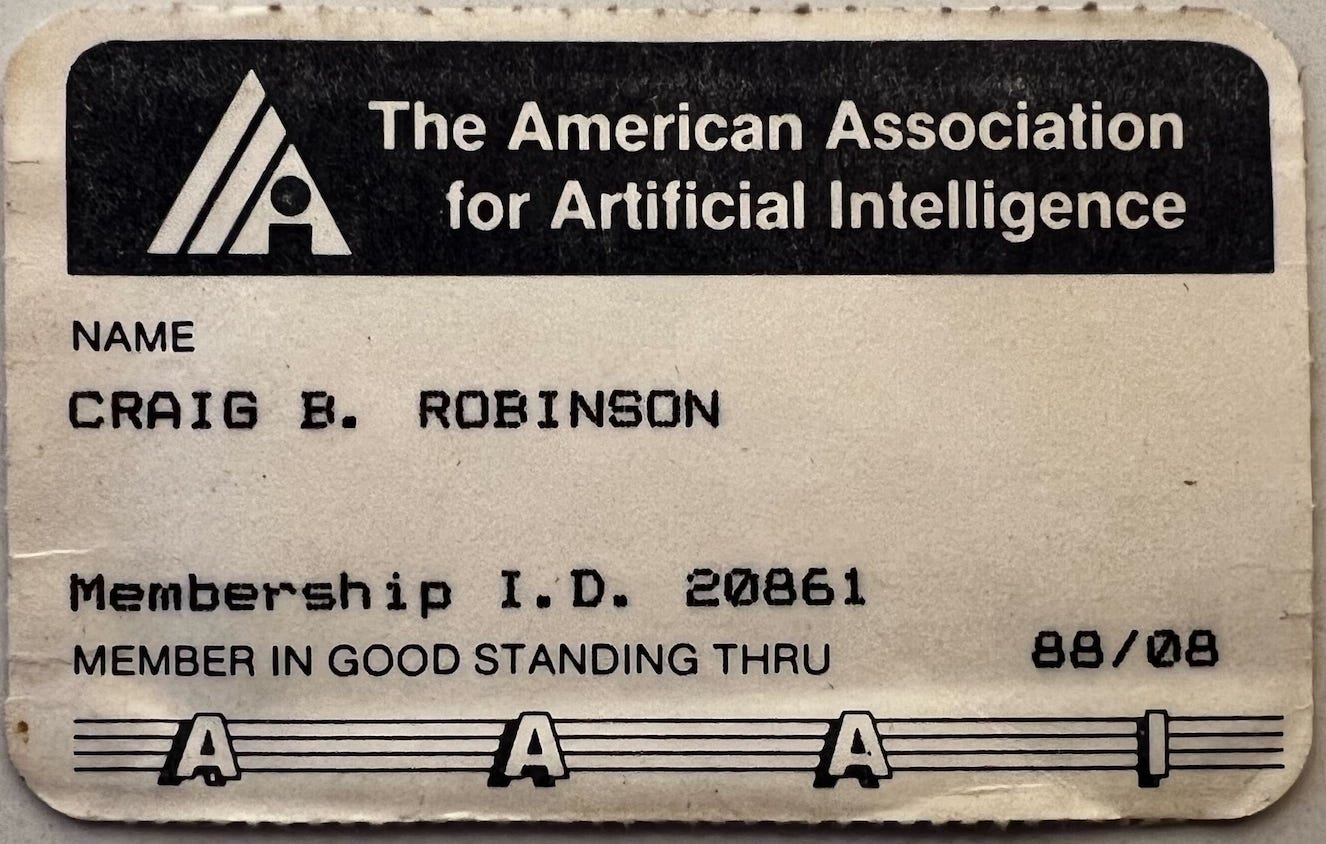 The American Association
for Artificial Intelligence
NAME
CRAIG B. ROBINSON
Membership I.D. 20861
MEMBER IN GOOD STANDING THRU 88/08
A A A I